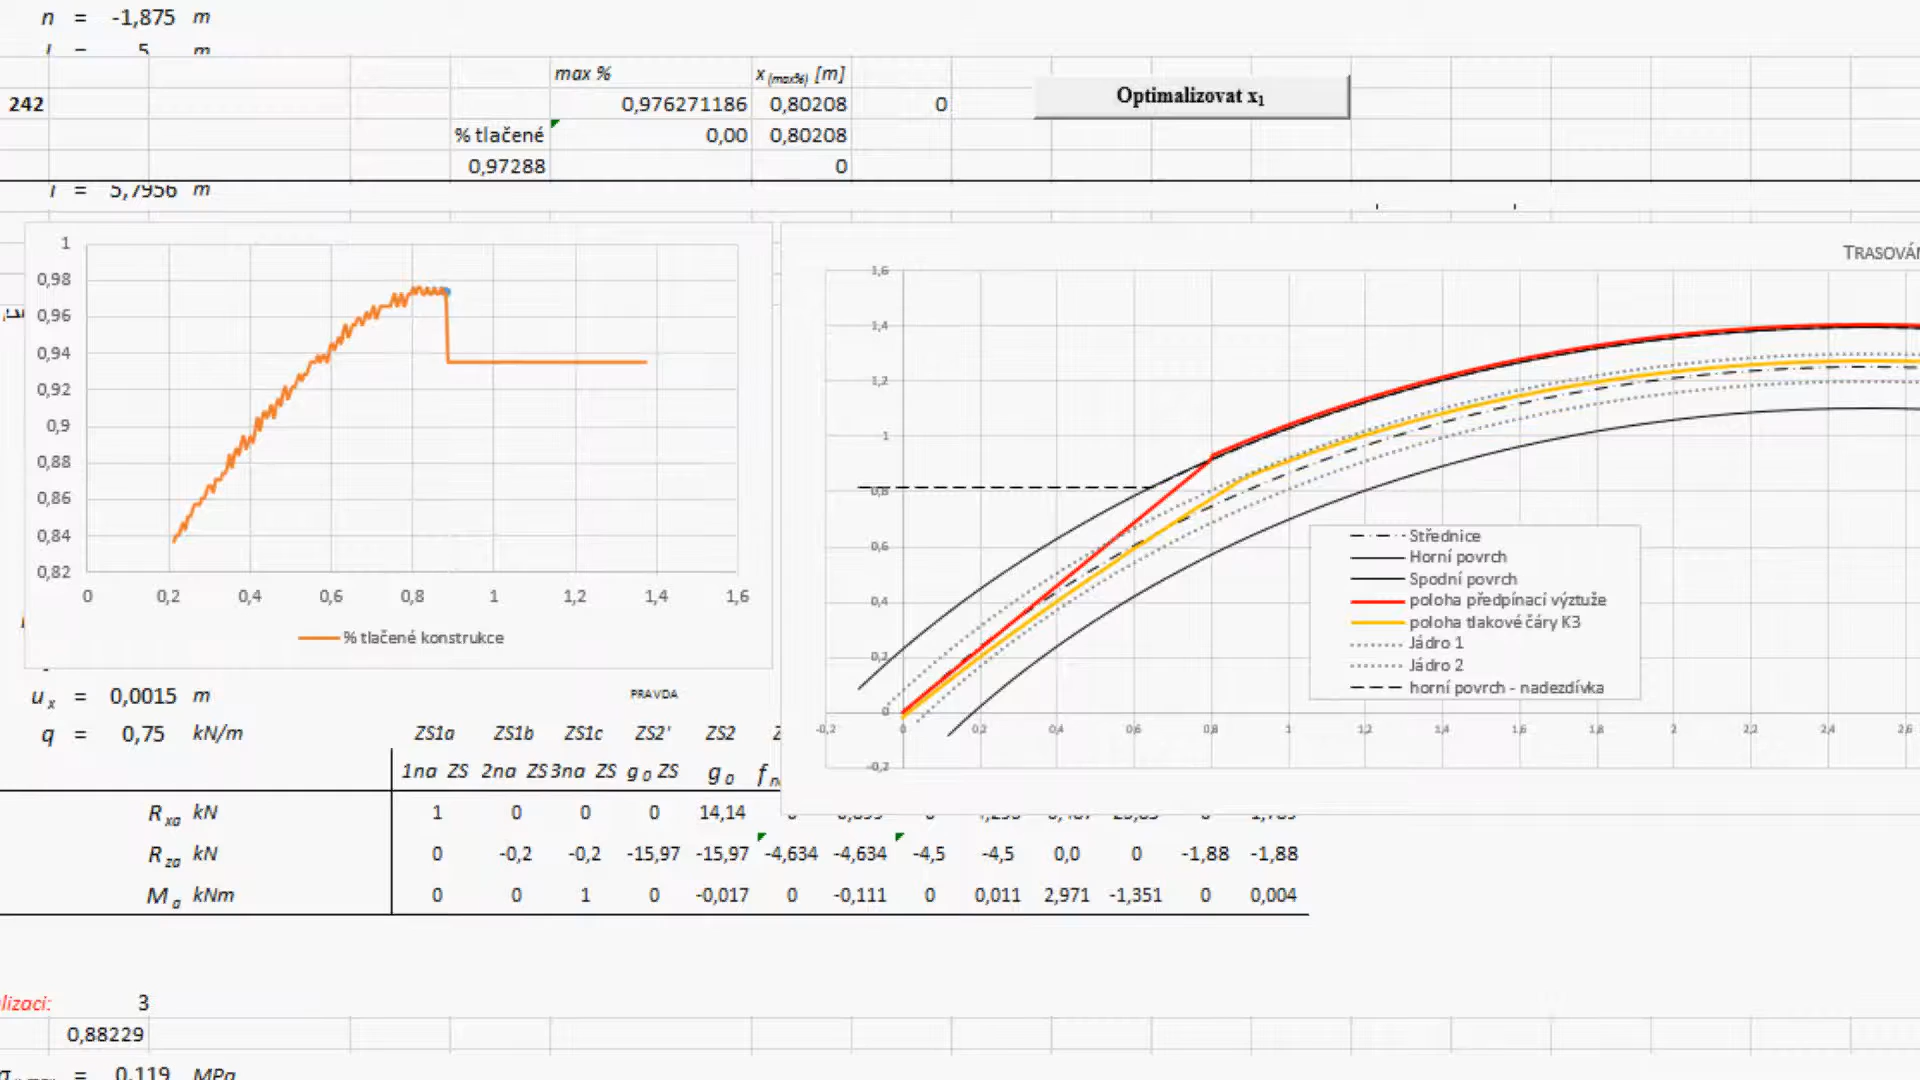 n = -1,875 m
l = 5 m
max % x (max%) [m]
242 0,976271186 0,80208 0 Optimalizovat x₁
% tlačené 0,00 0,80208
0,97288 0
5,7956 m
TRASOVÁN
1
0,98
0,96
0,94
0,92
0,9
0,88
0,86
0,84
0,82
0 0,2 0,4 0,6 0,8 1 1,2 1,4 1,6
% tlačené konstrukce
1,6
1,4
1,2
1
0,8
0,6
0,4
0,2
0
-0,2
-0,2 0 0,2 0,4 0,6 0,8 1 1,2 1,4 1,6 1,8 2 2,2 2,4 2,6
Střednice
Horní povrch
Spodní povrch
poloha předpínací výztuže
poloha tlakové čáry K3
Jádro 1
Jádro 2
horní povrch - nadezdívka
u x = 0,0015 m PRAVDA
q = 0,75 kN/m ZS1a ZS1b ZS1c ZS2' ZS2
1na ZS 2na ZS 3na ZS g 0 ZS g 0
R xa kN 1 0 0 0 14,14
R za kN 0 -0,2 -0,2 -15,97 -15,97 -4,634 -4,634 -4,5 -4,5 0,0 0 -1,88 -1,88
M a kNm 0 0 1 0 -0,017 0 -0,111 0 0,011 2,971 -1,351 0 0,004
lizaci: 3
0,88229
= 0,119 MPa